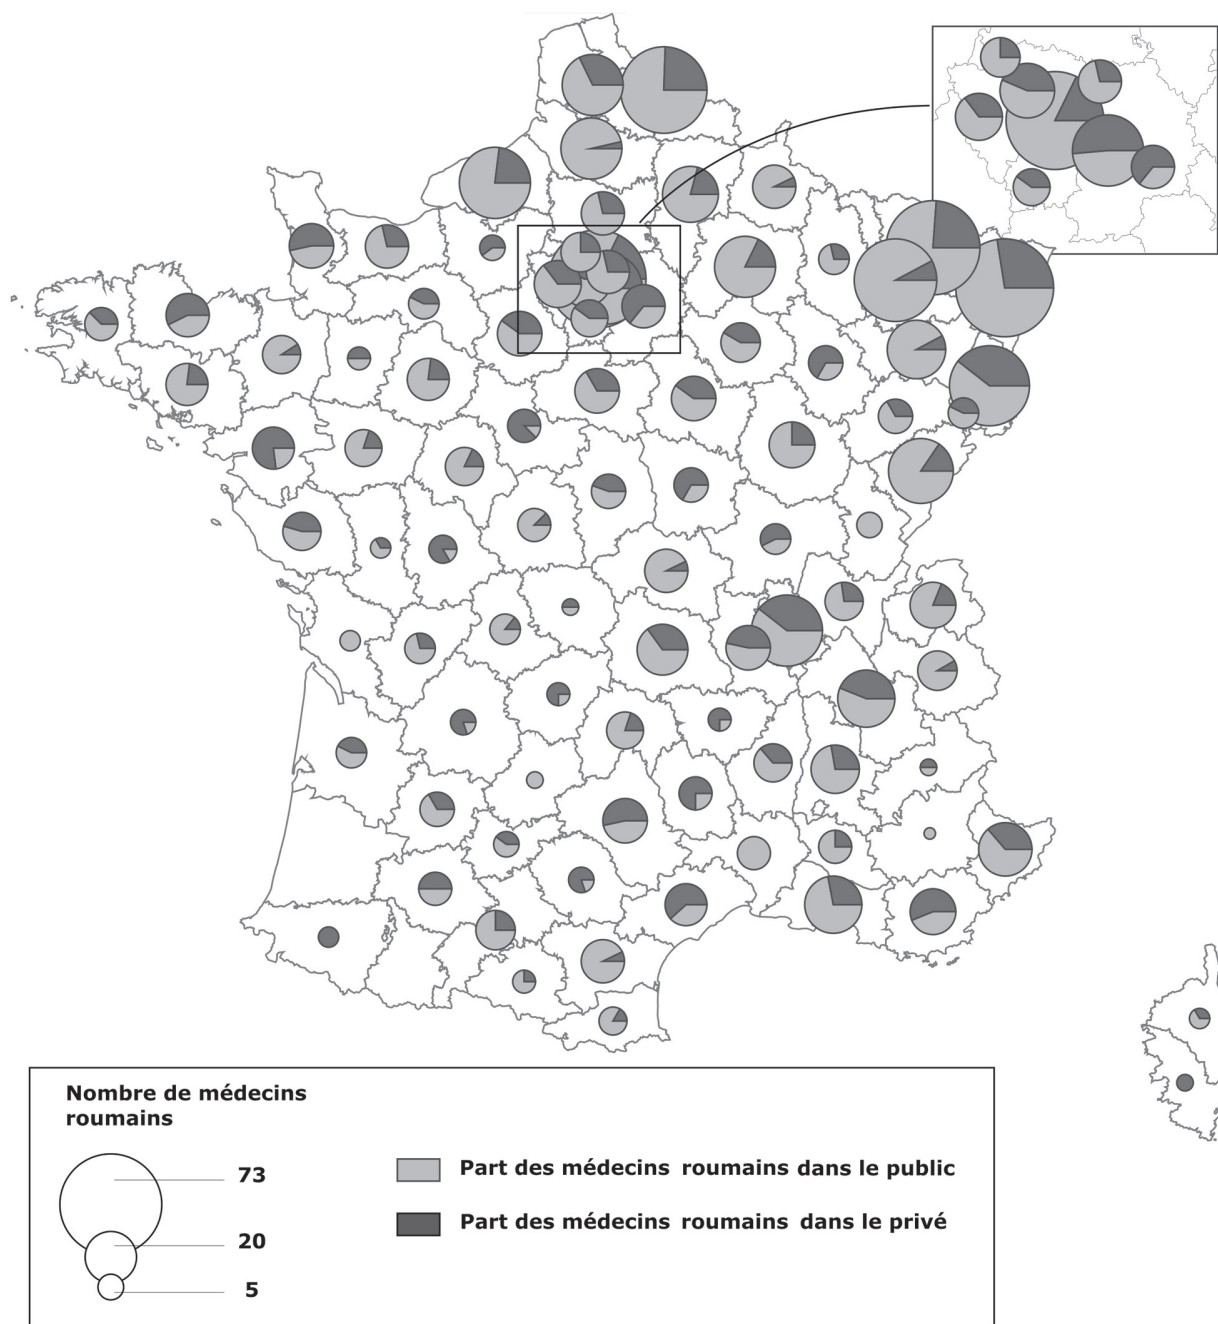 Nombre de médecins
roumains
73
20
5
Part des médecins roumains dans le public
Part des médecins roumains dans le privé